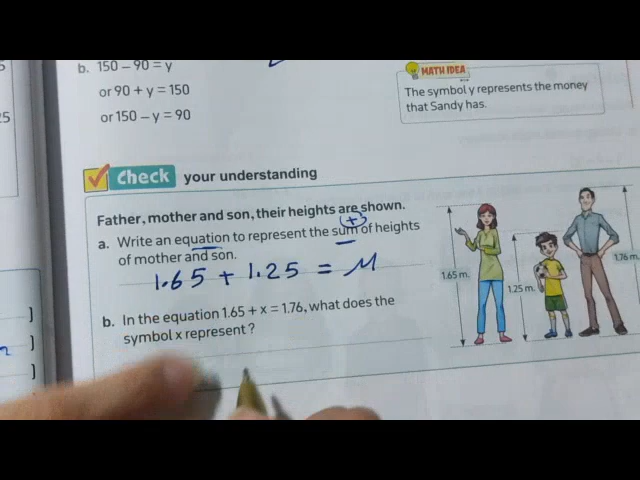 b. 150 – 90 = y
or 90 + y = 150
or 150 – y = 90
MATH IDEA
The symbol y represents the money
that Sandy has.
Check your understanding
Father, mother and son, their heights are shown.
(+)
a. Write an equation to represent the sum of heights
of mother and son.
1.65 + 1.25 = M
b. In the equation 1.65 + x = 1.76, what does the
symbol x represent ?
1.65 m.
1.25 m.
1.76 m.
25
]
]
]